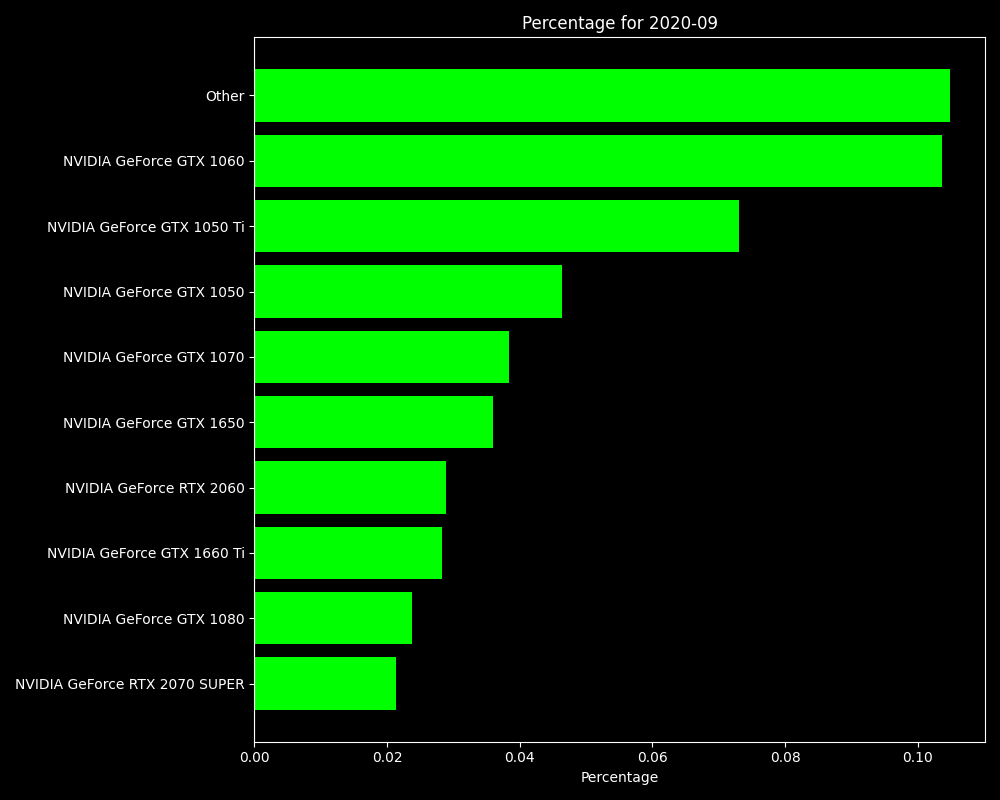 Percentage for 2020-09
Other
NVIDIA GeForce GTX 1060
NVIDIA GeForce GTX 1050 Ti
NVIDIA GeForce GTX 1050
NVIDIA GeForce GTX 1070
NVIDIA GeForce GTX 1650
NVIDIA GeForce RTX 2060
NVIDIA GeForce GTX 1660 Ti
NVIDIA GeForce GTX 1080
NVIDIA GeForce RTX 2070 SUPER
0.00 0.02 0.04 0.06 0.08 0.10
Percentage